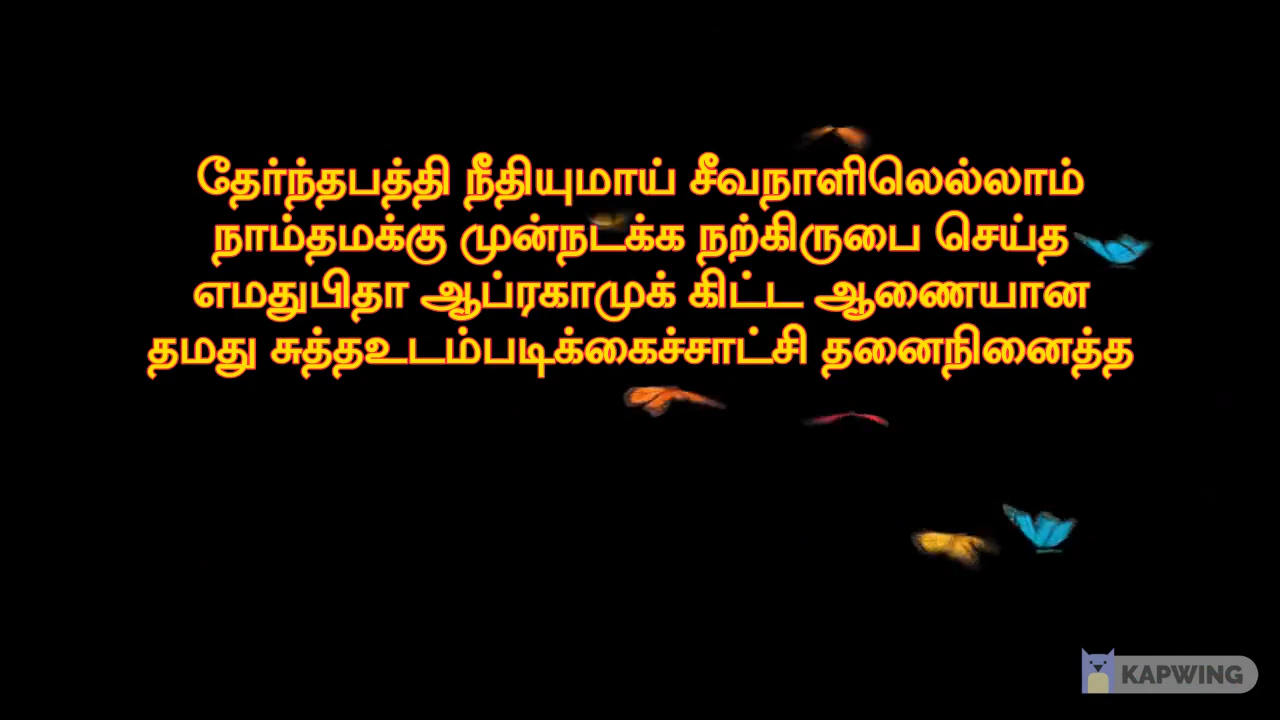 தேர்ந்தபத்தி நீதியுமாய் சீவநாளிலெல்லாம்
நாம்தமக்கு முன்நடக்க நற்கிருபை செய்த
எமதுபிதா ஆப்ரகாமுக் கிட்ட ஆணையான
தமது சுத்தஉடம்படிக்கைச்சாட்சி தனைநினைத்த
KAPWING